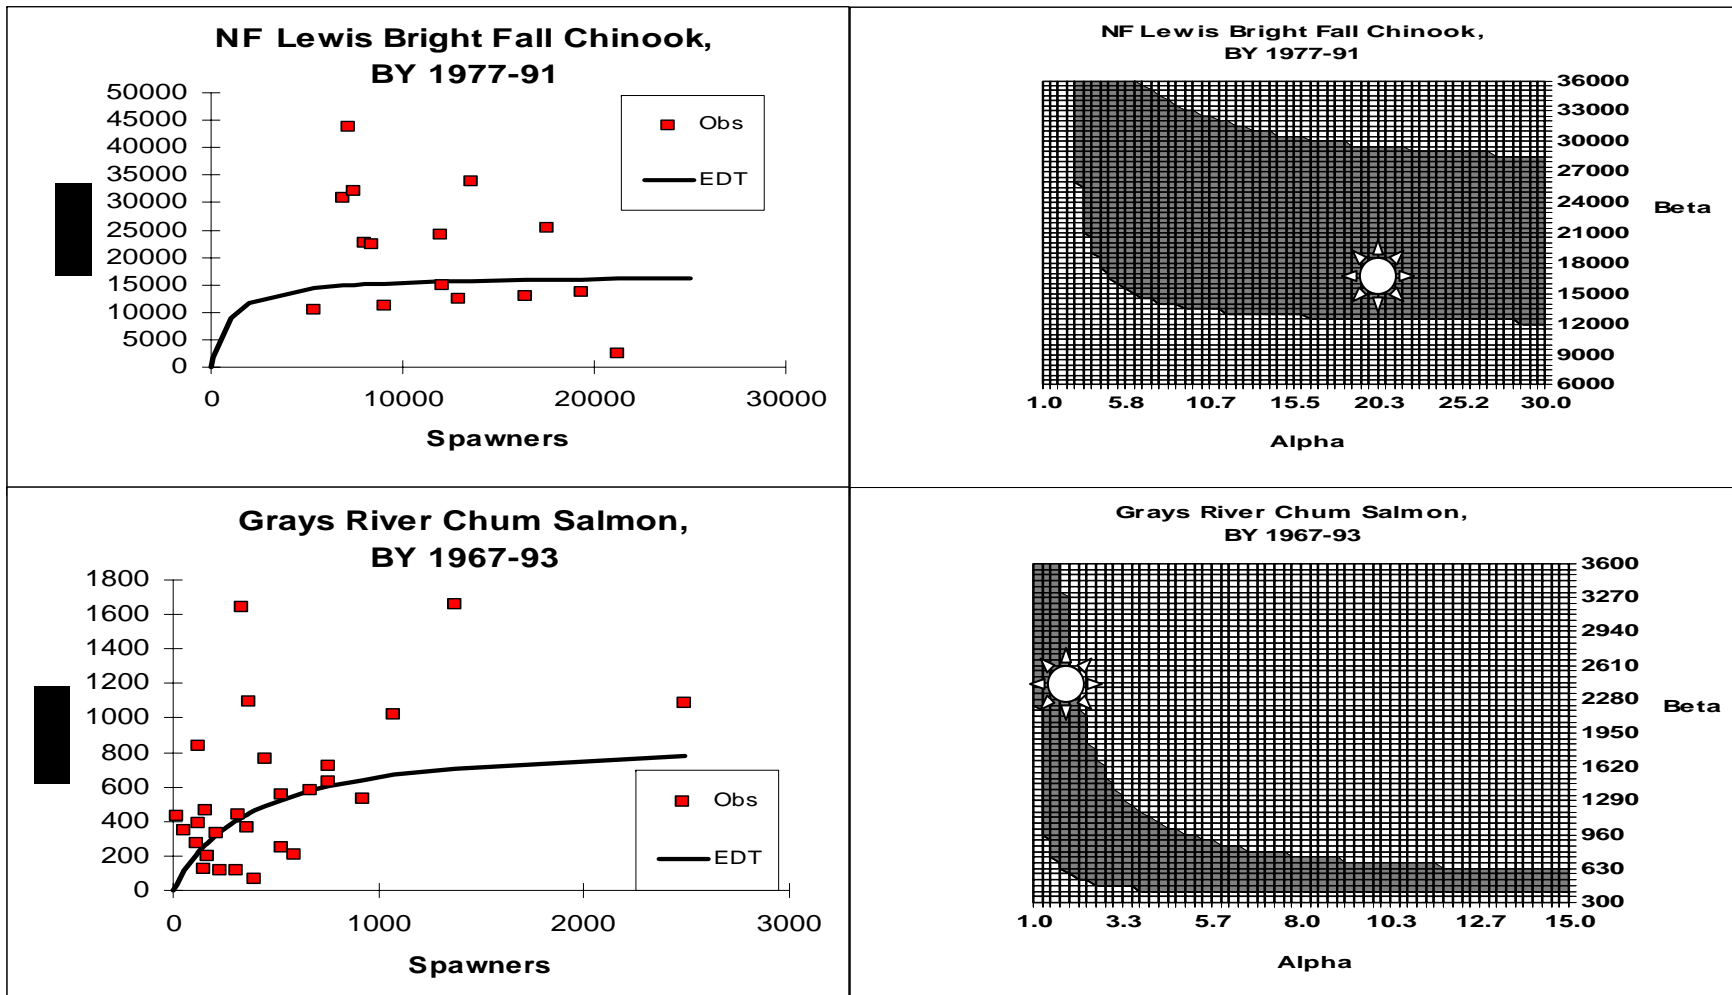 NF Lewis Bright Fall Chinook,
BY 1977-91
50000
45000
40000
35000
30000
25000
20000
15000
10000
5000
0
0 10000 20000 30000
Spawners
Obs
EDT
NF Lewis Bright Fall Chinook,
BY 1977-91
36000
33000
30000
27000
24000
21000
18000
15000
12000
9000
6000
Beta
1.0 5.8 10.7 15.5 20.3 25.2 30.0
Alpha
Grays River Chum Salmon,
BY 1967-93
1800
1600
1400
1200
1000
800
600
400
200
0
0 1000 2000 3000
Spawners
Obs
EDT
Grays River Chum Salmon,
BY 1967-93
3600
3270
2940
2610
2280
1950
1620
1290
960
630
300
Beta
1.0 3.3 5.7 8.0 10.3 12.7 15.0
Alpha